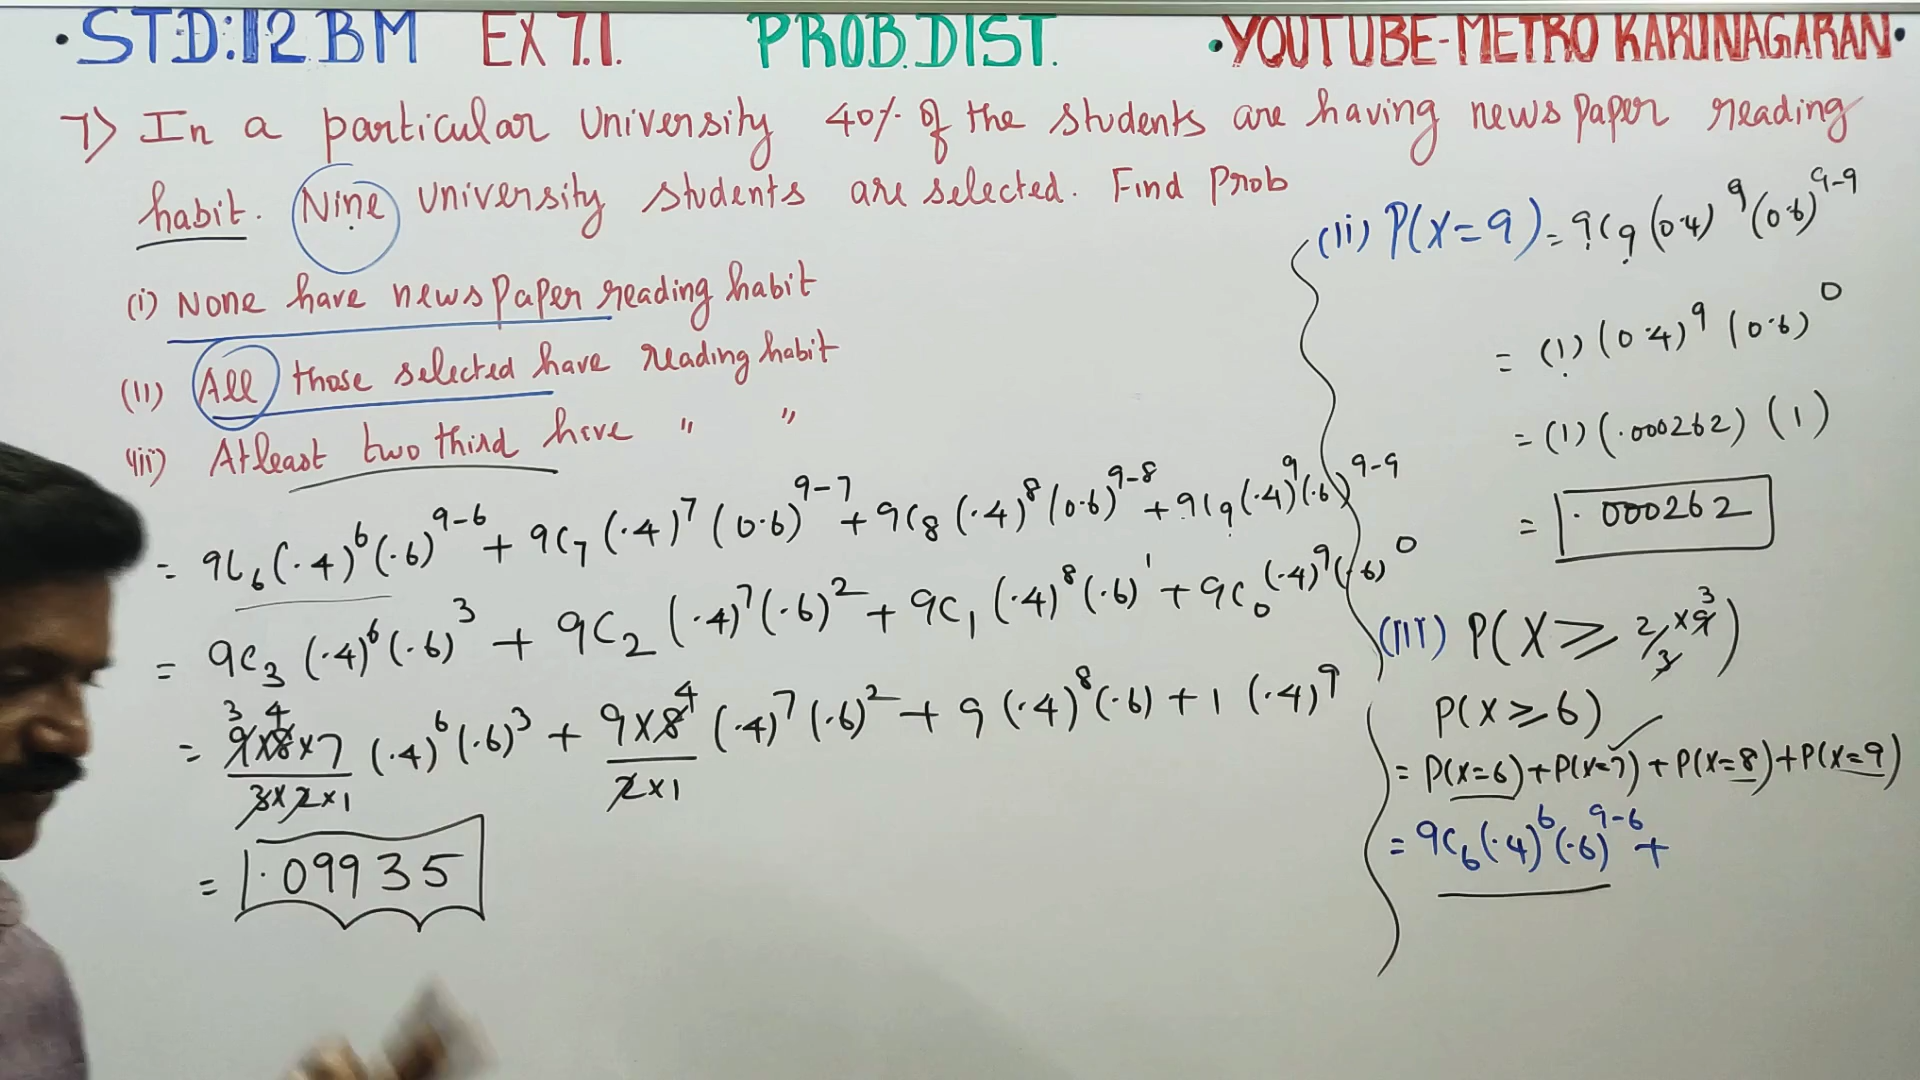 •STD:12 BM EX 7.1. PROB.DIST. •YOUTUBE-METRO KARUNAGARAN•
7) In a particular University 40% of the students are having news paper reading
habit. Nine university students are selected. Find Prob
(i) None have news paper reading habit
(ii) All those selected have reading habit
(iii) Atleast two third have " "
= 9C₆(.4)⁶(.6)⁹⁻⁶ + 9C₇(.4)⁷(0.6)⁹⁻⁷ + 9C₈(.4)⁸(0.6)⁹⁻⁸ + 9C₉(.4)⁹(.6)⁹⁻⁹
= 9C₃(.4)⁶(.6)³ + 9C₂(.4)⁷(.6)² + 9C₁(.4)⁸(.6)¹ + 9C₀(.4)⁹(.6)⁰
= 9×8×7/3×2×1 (.4)⁶(.6)³ + 9×8/2×1 (.4)⁷(.6)² + 9(.4)⁸(.6) + 1(.4)⁹
3 4 4
= .09935
(ii) P(X=9) = 9C₉(0.4)⁹(0.6)⁹⁻⁹
= (1)(0.4)⁹(0.6)⁰
= (1)(.000262)(1)
= .000262
(III) P(X ≥ 2/3 × 9)
3
P(X ≥ 6)
= P(X=6)+P(X=7)+P(X=8)+P(X=9)
= 9C₆(.4)⁶(.6)⁹⁻⁶ +